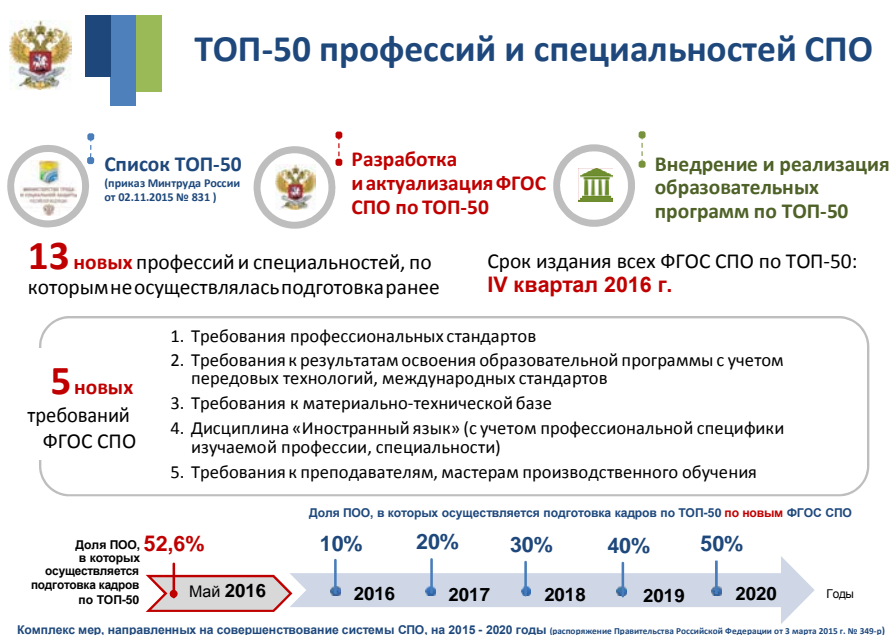 ТОП-50 профессий и специальностей СПО
Список ТОП-50
(приказ Минтруда России
от 02.11.2015 № 831 )
Разработка
и актуализация ФГОС
СПО по ТОП-50
Внедрение и реализация
образовательных
программ по ТОП-50
13 новых профессий и специальностей, по
которым не осуществлялась подготовка ранее
Срок издания всех ФГОС СПО по ТОП-50:
IV квартал 2016 г.
5 новых
требований
ФГОС СПО
1. Требования профессиональных стандартов
2. Требования к результатам освоения образовательной программы с учетом
передовых технологий, международных стандартов
3. Требования к материально-технической базе
4. Дисциплина «Иностранный язык» (с учетом профессиональной специфики
изучаемой профессии, специальности)
5. Требования к преподавателям, мастерам производственного обучения
Доля ПОО, в которых осуществляется подготовка кадров по ТОП-50 по новым ФГОС СПО
Доля ПОО,
в которых
осуществляется
подготовка кадров
по ТОП-50
52,6%
10%
20%
30%
40%
50%
Май 2016
2016
2017
2018
2019
2020
Годы
Комплекс мер, направленных на совершенствование системы СПО, на 2015 - 2020 годы (распоряжение Правительства Российской Федерации от 3 марта 2015 г. № 349-р)